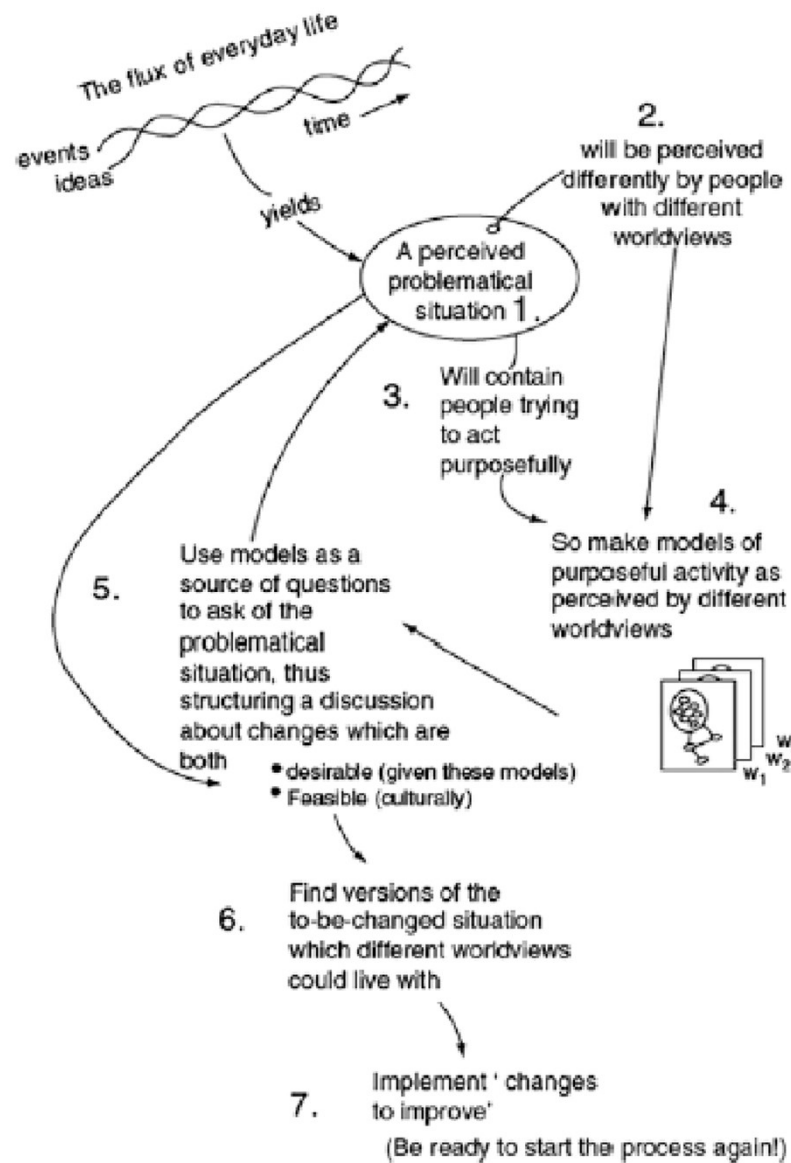 The flux of everyday life
events
ideas
time
yields
2.
will be perceived
differently by people
with different
worldviews
A perceived
problematical
situation 1.
3.
Will contain
people trying
to act
purposefully
4.
So make models of
purposeful activity as
perceived by different
worldviews
w
w2
w1
5.
Use models as a
source of questions
to ask of the
problematical
situation, thus
structuring a discussion
about changes which are
both
• desirable (given these models)
• Feasible (culturally)
6.
Find versions of the
to-be-changed situation
which different worldviews
could live with
7.
Implement ' changes
to improve'
(Be ready to start the process again!)